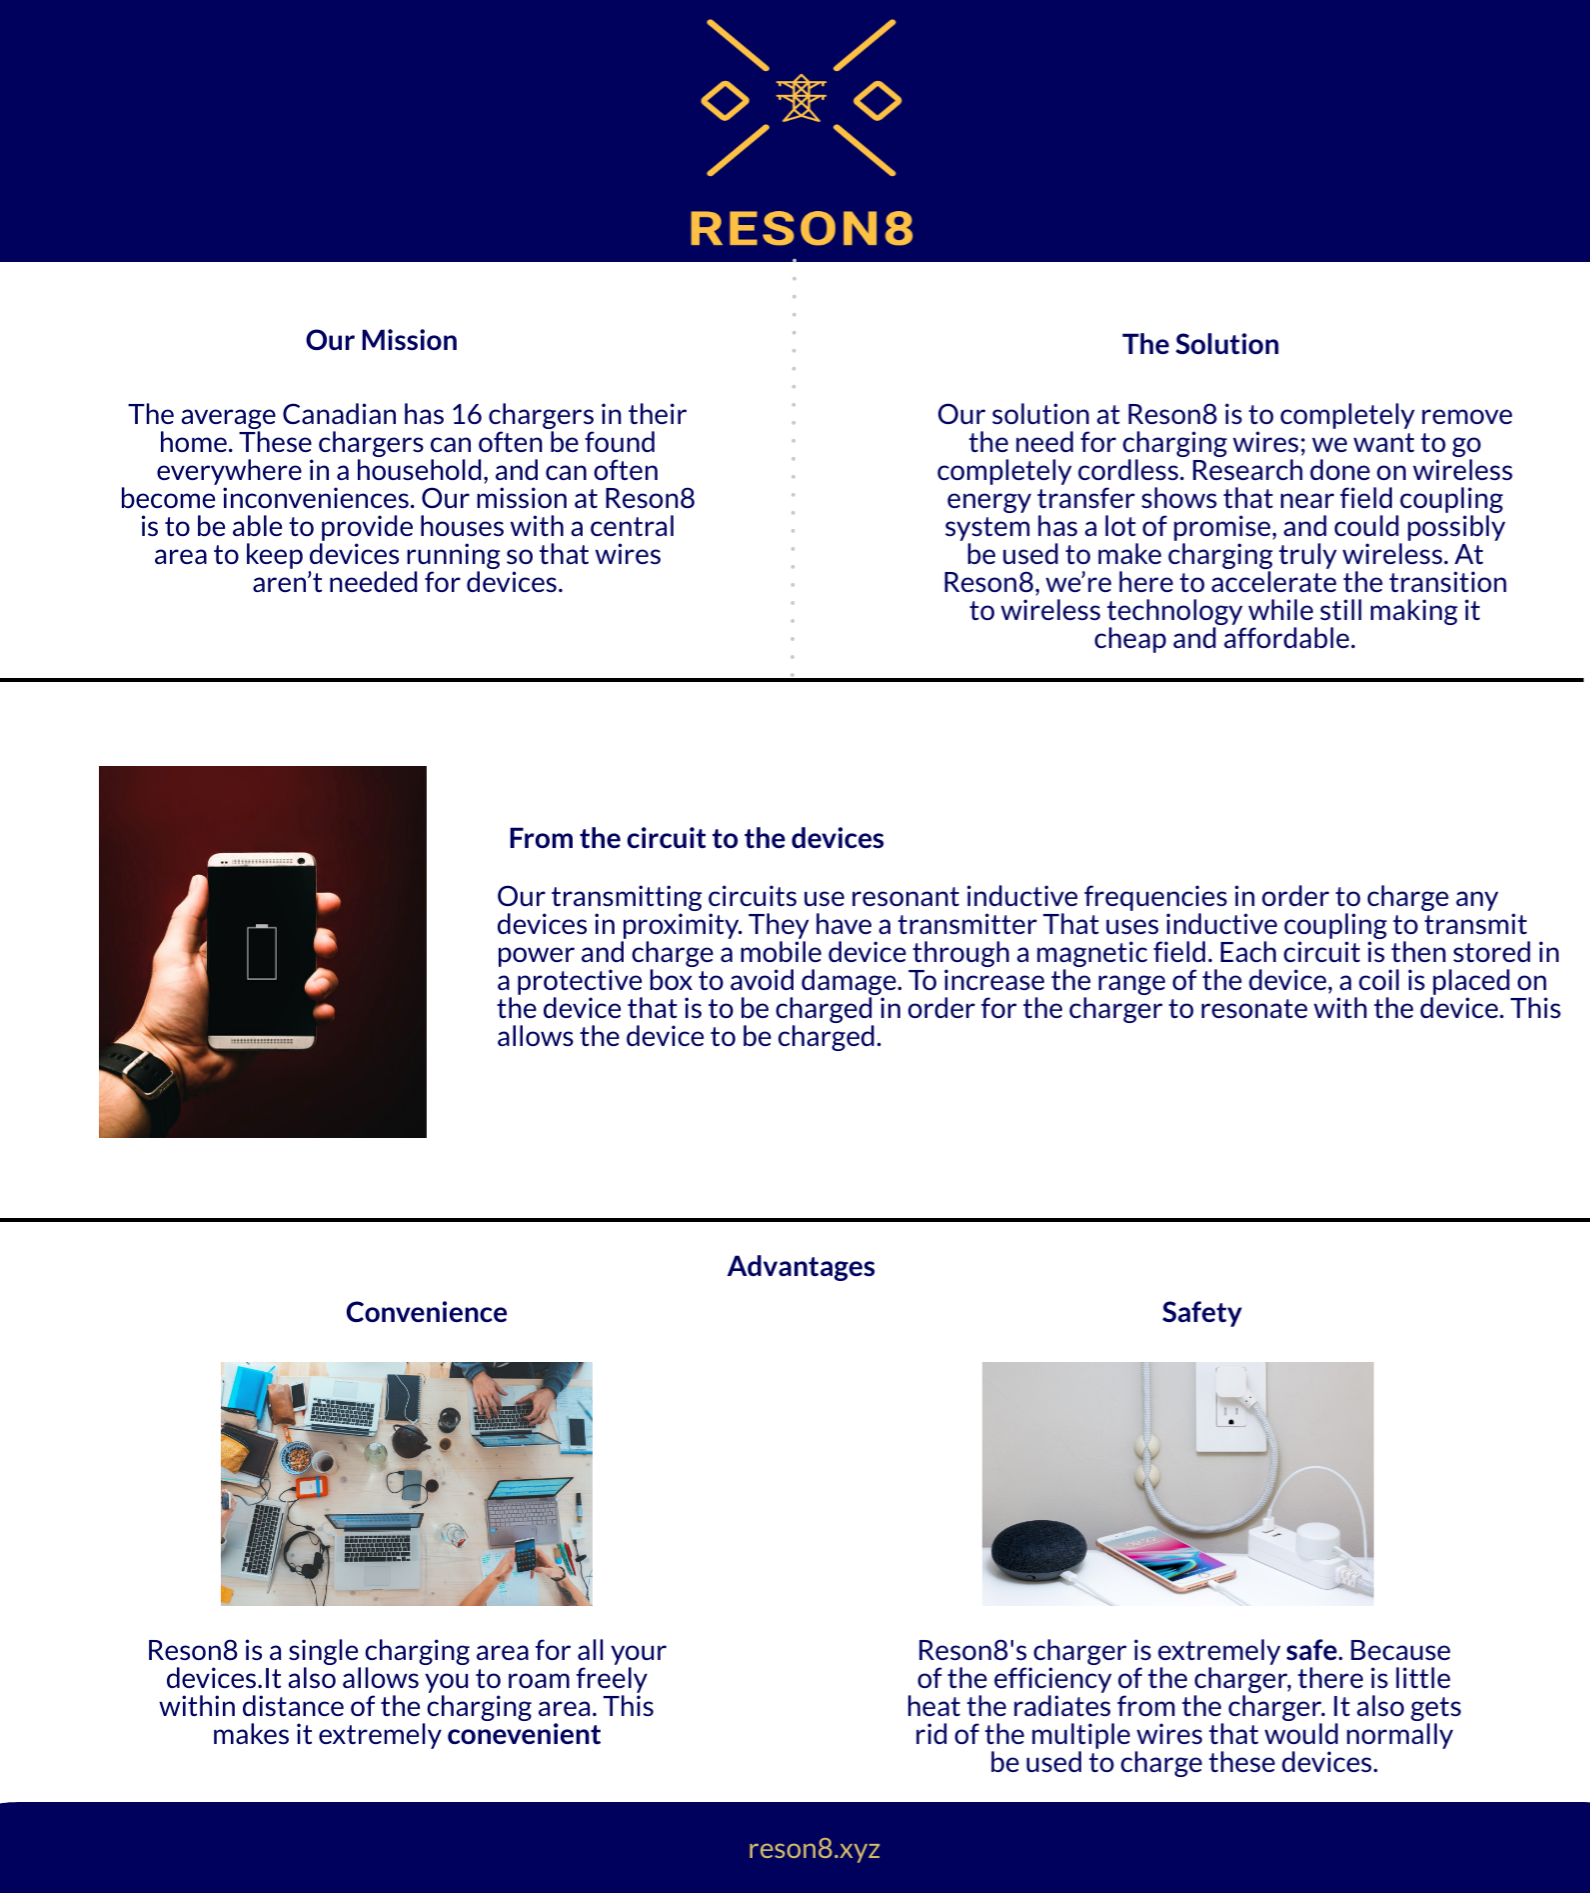 RESON8
Our Mission
The average Canadian has 16 chargers in their
home. These chargers can often be found
everywhere in a household, and can often
become inconveniences. Our mission at Reson8
is to be able to provide houses with a central
area to keep devices running so that wires
aren’t needed for devices.
The Solution
Our solution at Reson8 is to completely remove
the need for charging wires; we want to go
completely cordless. Research done on wireless
energy transfer shows that near field coupling
system has a lot of promise, and could possibly
be used to make charging truly wireless. At
Reson8, we’re here to accelerate the transition
to wireless technology while still making it
cheap and affordable.
From the circuit to the devices
Our transmitting circuits use resonant inductive frequencies in order to charge any
devices in proximity. They have a transmitter That uses inductive coupling to transmit
power and charge a mobile device through a magnetic field. Each circuit is then stored in
a protective box to avoid damage. To increase the range of the device, a coil is placed on
the device that is to be charged in order for the charger to resonate with the device. This
allows the device to be charged.
Advantages
Convenience
Reson8 is a single charging area for all your
devices.It also allows you to roam freely
within distance of the charging area. This
makes it extremely conevenient
Safety
Reson8's charger is extremely safe. Because
of the efficiency of the charger, there is little
heat the radiates from the charger. It also gets
rid of the multiple wires that would normally
be used to charge these devices.
reson8.xyz